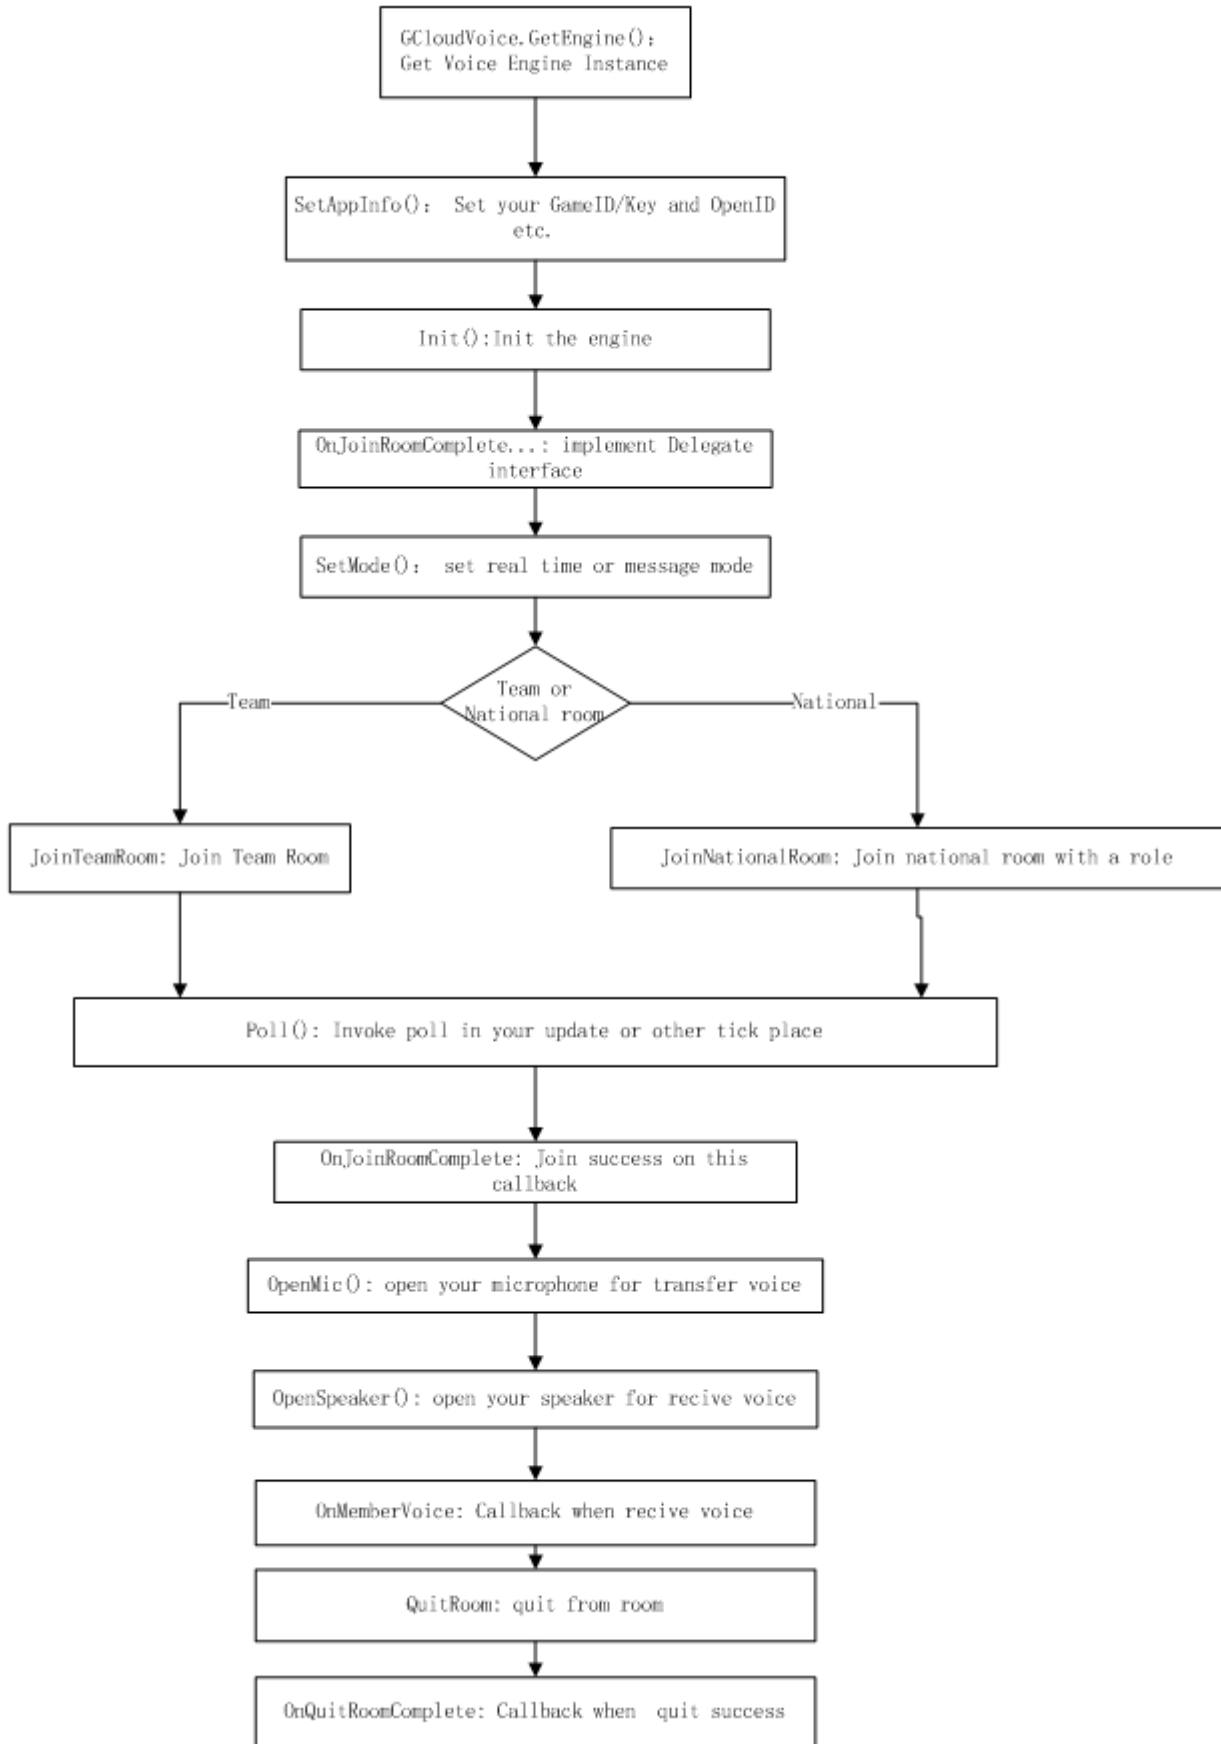 GCloudVoice.GetEngine():
Get Voice Engine Instance
SetAppInfo(): Set your GameID/Key and OpenID
etc.
Init():Init the engine
OnJoinRoomComplete...: implement Delegate
interface
SetMode(): set real time or message mode
Team or
National room
Team
National
JoinTeamRoom: Join Team Room
JoinNationalRoom: Join national room with a role
Poll(): Invoke poll in your update or other tick place
OnJoinRoomComplete: Join success on this
callback
OpenMic(): open your microphone for transfer voice
OpenSpeaker(): open your speaker for recive voice
OnMemberVoice: Callback when recive voice
QuitRoom: quit from room
OnQuitRoomComplete: Callback when quit success